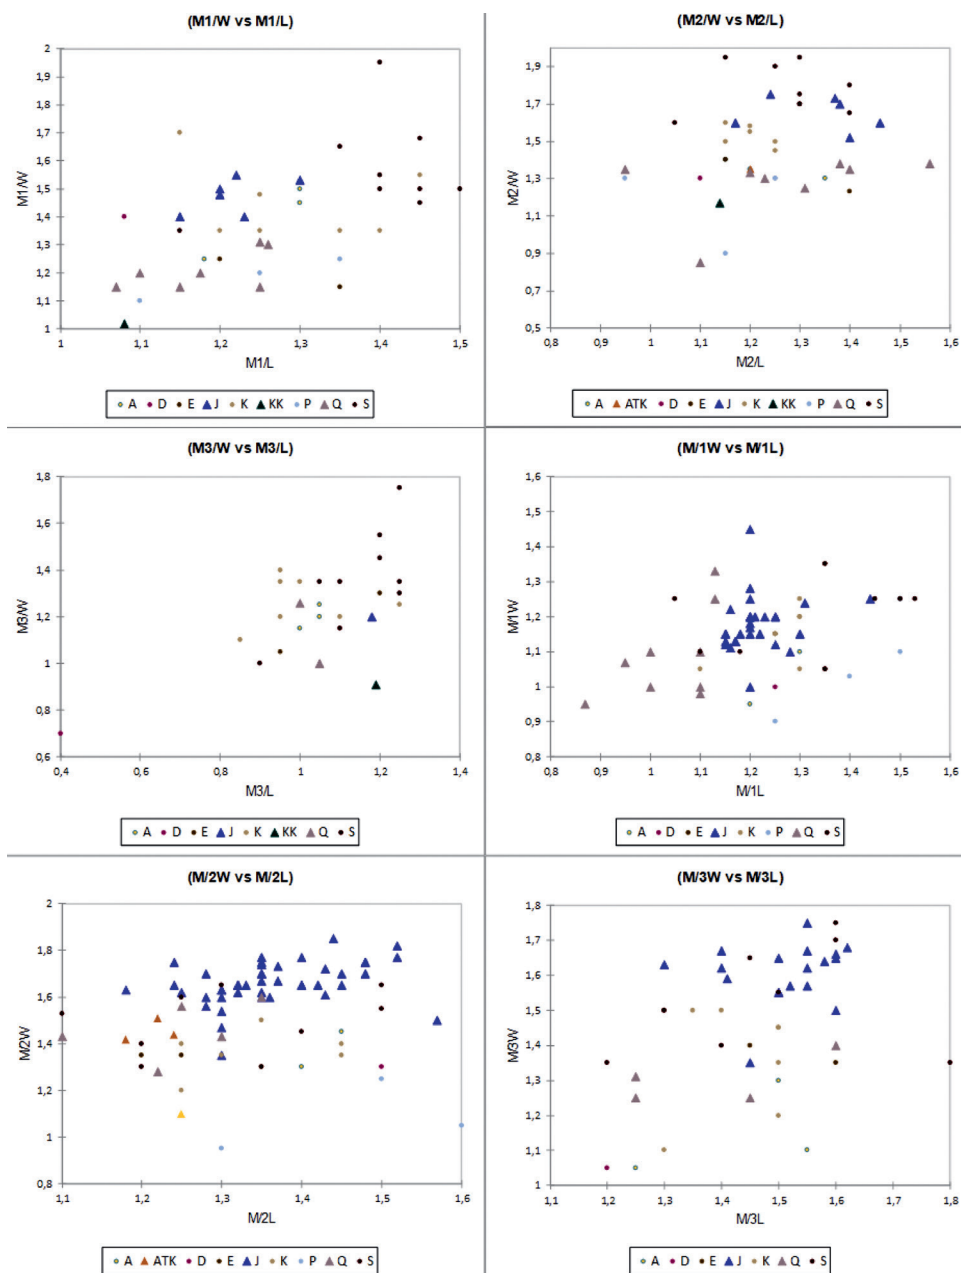 (M1/W vs M1/L)
2
1,9
1,8
1,7
1,6
1,5
1,4
1,3
1,2
1,1
1
M1/W
1 1,1 1,2 1,3 1,4 1,5
M1/L
A D E J K KK P Q S
(M2/W vs M2/L)
1,9
1,7
1,5
1,3
1,1
0,9
0,7
0,5
M2/W
0,8 0,9 1 1,1 1,2 1,3 1,4 1,5 1,6
M2/L
A ATK D E J K KK P Q S
(M3/W vs M3/L)
1,8
1,6
1,4
1,2
1
0,8
0,6
M3/W
0,4 0,6 0,8 1 1,2 1,4
M3/L
A D E J K KK Q S
(M/1W vs M/1L)
1,6
1,5
1,4
1,3
1,2
1,1
1
0,9
0,8
M/1W
0,8 0,9 1 1,1 1,2 1,3 1,4 1,5 1,6
M/1L
A D E J K P Q S
(M/2W vs M/2L)
2
1,8
1,6
1,4
1,2
1
0,8
M/2W
1,1 1,2 1,3 1,4 1,5 1,6
M/2L
A ATK D E J K P Q S
(M/3W vs M/3L)
1,8
1,7
1,6
1,5
1,4
1,3
1,2
1,1
1
M/3W
1,1 1,2 1,3 1,4 1,5 1,6 1,7 1,8
M/3L
A D E J K Q S